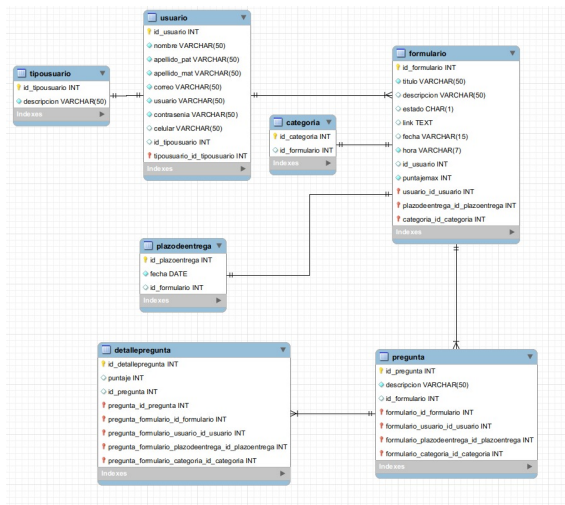 usuario
id_usuario INT
nombre VARCHAR(50)
apellido_pat VARCHAR(50)
apellido_mat VARCHAR(50)
correo VARCHAR(50)
usuario VARCHAR(50)
contrasenia VARCHAR(50)
celular VARCHAR(50)
id_tipousuario INT
tipousuario_id_tipousuario INT
Indexes
tipousuario
id_tipousuario INT
descripcion VARCHAR(50)
Indexes
formulario
id_formulario INT
titulo VARCHAR(50)
descripcion VARCHAR(50)
estado CHAR(1)
link TEXT
fecha VARCHAR(15)
hora VARCHAR(7)
id_usuario INT
puntajemax INT
usuario_id_usuario INT
plazodeentrega_id_plazoentrega INT
categoria_id_categoria INT
Indexes
categoria
id_categoria INT
id_formulario INT
Indexes
plazodeentrega
id_plazoentrega INT
fecha DATE
id_formulario INT
Indexes
detallepregunta
id_detallepregunta INT
puntaje INT
id_pregunta INT
pregunta_id_pregunta INT
pregunta_formulario_id_formulario INT
pregunta_formulario_usuario_id_usuario INT
pregunta_formulario_plazodeentrega_id_plazoentrega INT
pregunta_formulario_categoria_id_categoria INT
Indexes
pregunta
id_pregunta INT
descripcion VARCHAR(50)
id_formulario INT
formulario_id_formulario INT
formulario_usuario_id_usuario INT
formulario_plazodeentrega_id_plazoentrega INT
formulario_categoria_id_categoria INT
Indexes